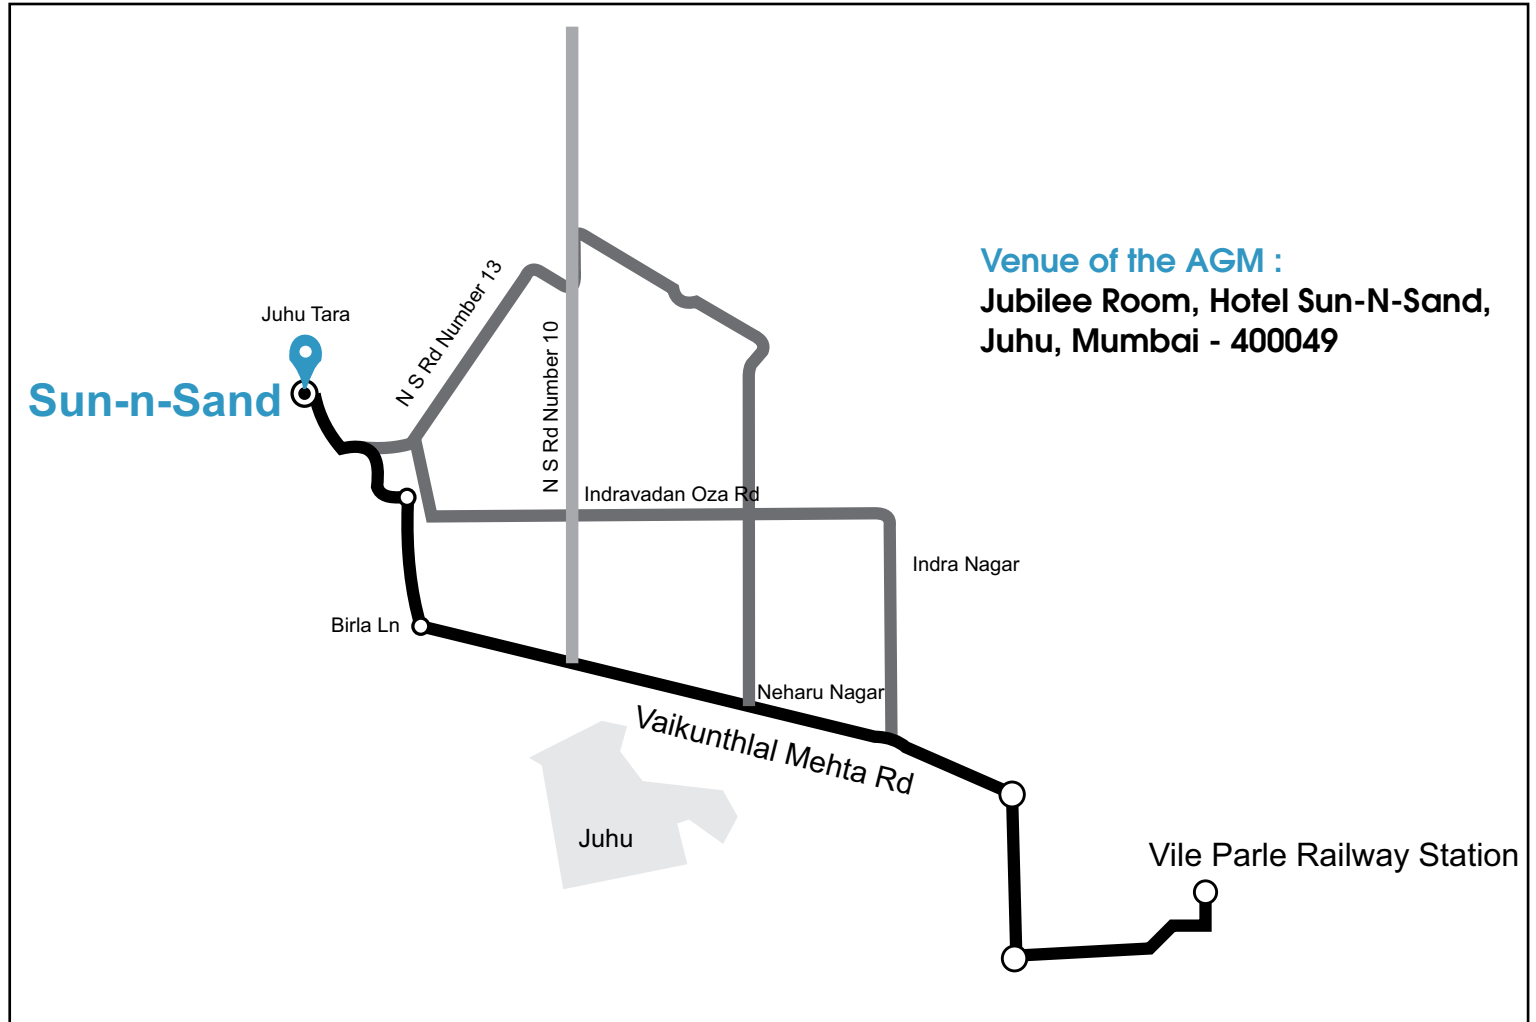 Venue of the AGM :
Jubilee Room, Hotel Sun-N-Sand,
Juhu, Mumbai - 400049
Juhu Tara
Sun-n-Sand
N S Rd Number 13
N S Rd Number 10
Indravadan Oza Rd
Indra Nagar
Birla Ln
Neharu Nagar
Vaikunthlal Mehta Rd
Juhu
Vile Parle Railway Station